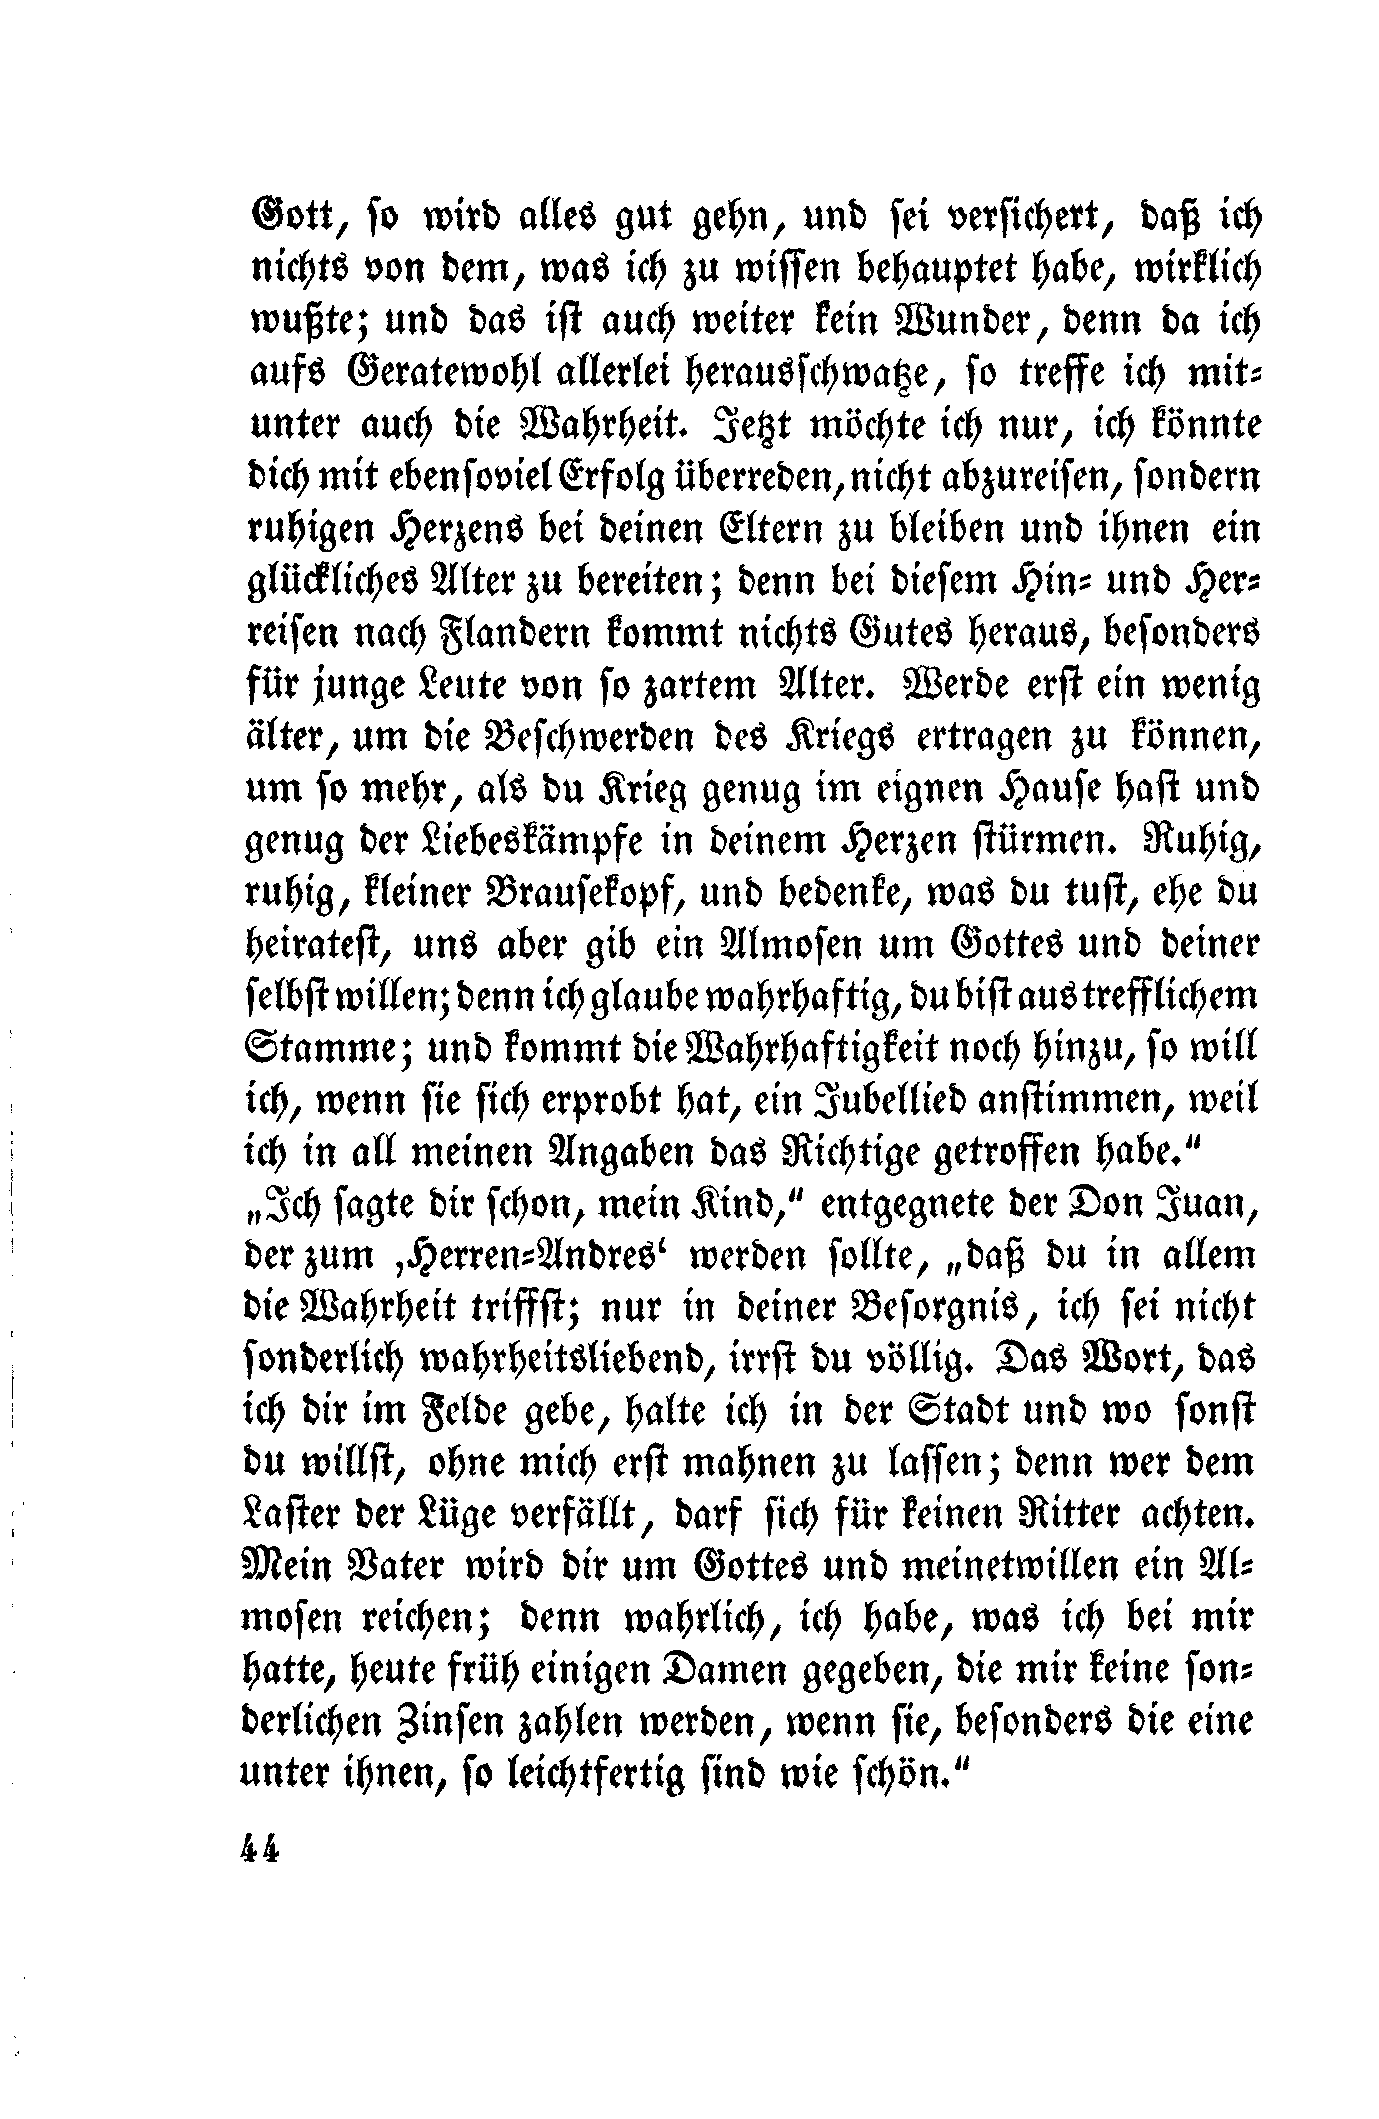 Gott, so wird alles gut gehn, und sei versichert, daß ich
nichts von dem, was ich zu wissen behauptet habe, wirklich
wußte; und das ist auch weiter kein Wunder, denn da ich
aufs Geratewohl allerlei herausschwatze, so treffe ich mit=
unter auch die Wahrheit. Jetzt möchte ich nur, ich könnte
dich mit ebensoviel Erfolg überreden, nicht abzureisen, sondern
ruhigen Herzens bei deinen Eltern zu bleiben und ihnen ein
glückliches Alter zu bereiten; denn bei diesem Hin= und Her=
reisen nach Flandern kommt nichts Gutes heraus, besonders
für junge Leute von so zartem Alter. Werde erst ein wenig
älter, um die Beschwerden des Kriegs ertragen zu können,
um so mehr, als du Krieg genug im eignen Hause hast und
genug der Liebeskämpfe in deinem Herzen stürmen. Ruhig,
ruhig, kleiner Brausekopf, und bedenke, was du tust, ehe du
heiratest, uns aber gib ein Almosen um Gottes und deiner
selbst willen; denn ich glaube wahrhaftig, du bist aus trefflichem
Stamme; und kommt die Wahrhaftigkeit noch hinzu, so will
ich, wenn sie sich erprobt hat, ein Jubellied anstimmen, weil
ich in all meinen Angaben das Richtige getroffen habe.“
„Ich sagte dir schon, mein Kind,“ entgegnete der Don Juan,
der zum ‚Herren=Andres‘ werden sollte, „daß du in allem
die Wahrheit triffst; nur in deiner Besorgnis, ich sei nicht
sonderlich wahrheitsliebend, irrst du völlig. Das Wort, das
ich dir im Felde gebe, halte ich in der Stadt und wo sonst
du willst, ohne mich erst mahnen zu lassen; denn wer dem
Laster der Lüge verfällt, darf sich für keinen Ritter achten.
Mein Vater wird dir um Gottes und meinetwillen ein Al=
mosen reichen; denn wahrlich, ich habe, was ich bei mir
hatte, heute früh einigen Damen gegeben, die mir keine son=
derlichen Zinsen zahlen werden, wenn sie, besonders die eine
unter ihnen, so leichtfertig sind wie schön.“
44